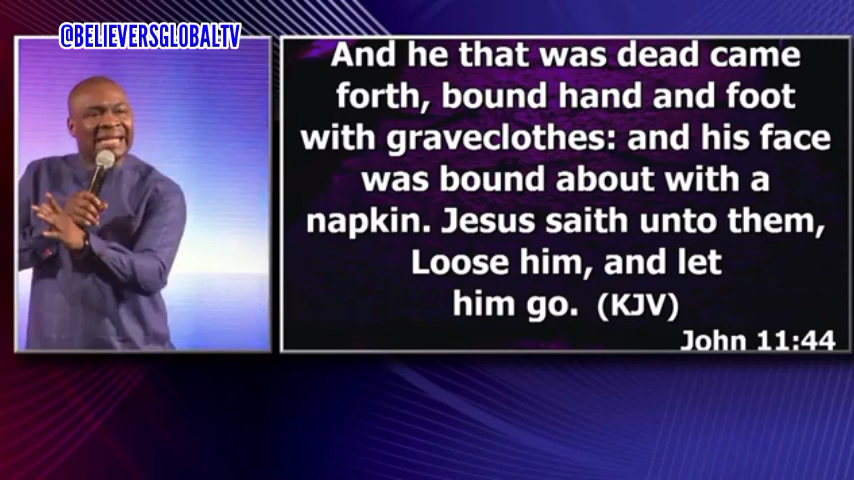 @BELIEVERSGLOBALTV
And he that was dead came
forth, bound hand and foot
with graveclothes: and his face
was bound about with a
napkin. Jesus saith unto them,
Loose him, and let
him go. (KJV)
John 11:44